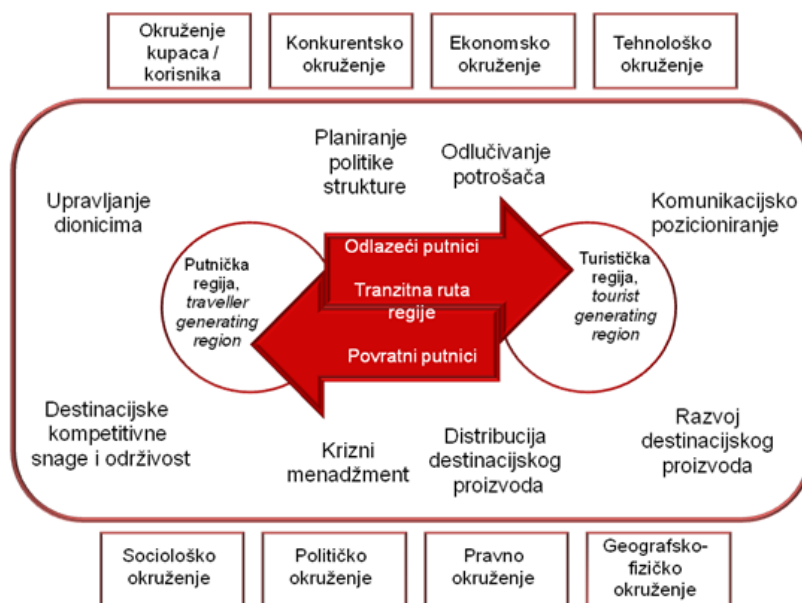 Okruženje
kupaca /
korisnika
Konkurentsko
okruženje
Ekonomsko
okruženje
Tehnološko
okruženje
Planiranje
politike
strukture
Odlučivanje
potrošača
Upravljanje
dionicima
Komunikacijsko
pozicioniranje
Putnička
regija,
traveller
generating
region
Odlazeći putnici
Tranzitna ruta
regije
Povratni putnici
Turistička
regija,
tourist
generating
region
Destinacijske
kompetitivne
snage i održivost
Krizni
menadžment
Distribucija
destinacijskog
proizvoda
Razvoj
destinacijskog
proizvoda
Sociološko
okruženje
Političko
okruženje
Pravno
okruženje
Geografsko-
fizičko
okruženje